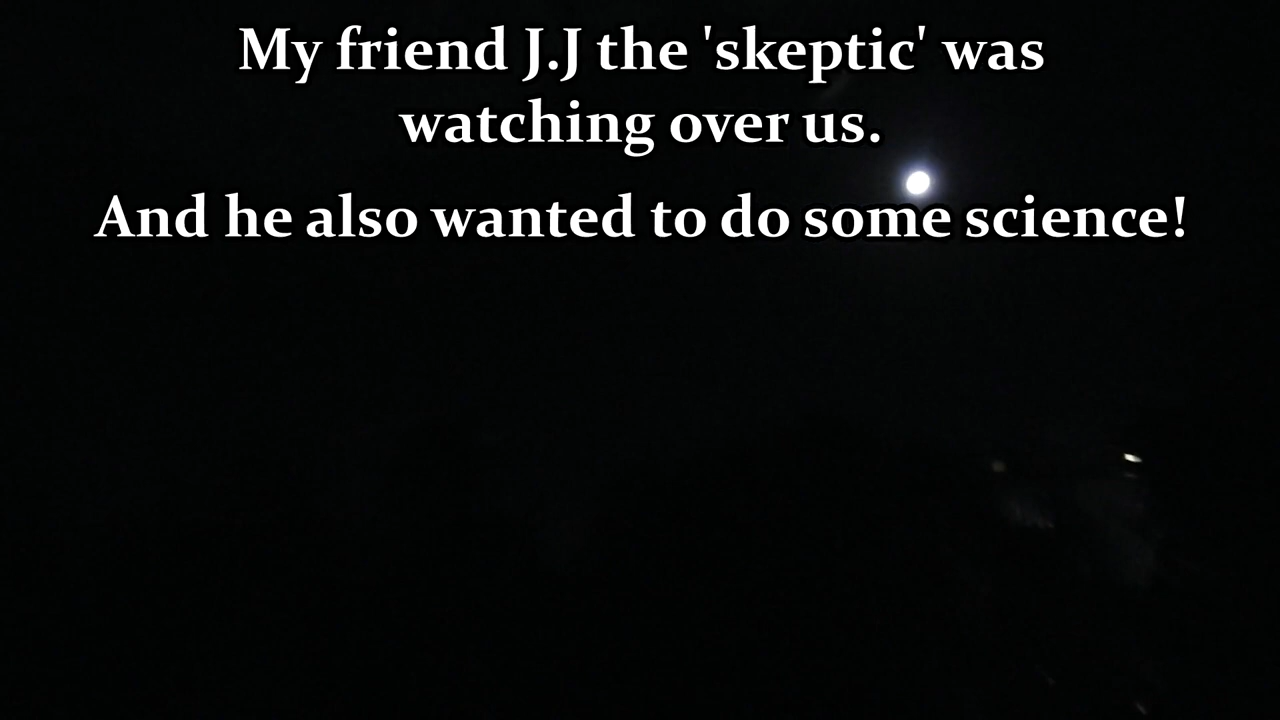 My friend J.J the 'skeptic' was
watching over us.
And he also wanted to do some science!